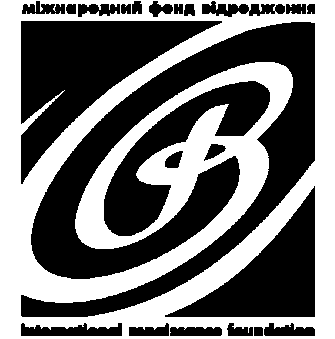 міжнародний фонд відродження
international renaissance foundation